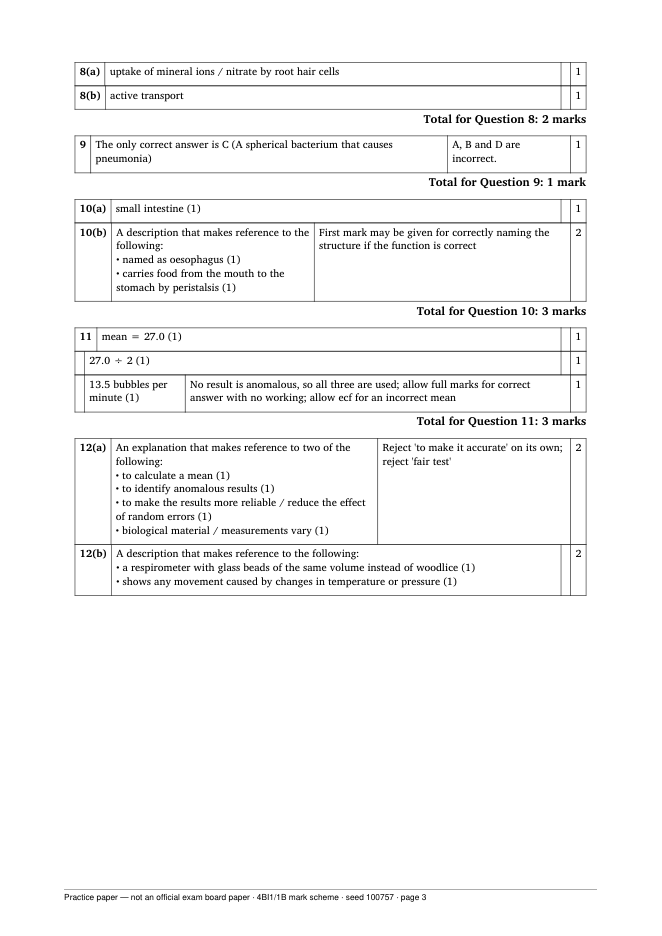 8(a) uptake of mineral ions / nitrate by root hair cells 1
8(b) active transport 1
Total for Question 8: 2 marks
9 The only correct answer is C (A spherical bacterium that causes A, B and D are 1
pneumonia) incorrect.
Total for Question 9: 1 mark
10(a) small intestine (1) 1
10(b) A description that makes reference to the First mark may be given for correctly naming the 2
following: structure if the function is correct
• named as oesophagus (1)
• carries food from the mouth to the
stomach by peristalsis (1)
Total for Question 10: 3 marks
11 mean = 27.0 (1) 1
27.0 ÷ 2 (1) 1
13.5 bubbles per No result is anomalous, so all three are used; allow full marks for correct 1
minute (1) answer with no working; allow ecf for an incorrect mean
Total for Question 11: 3 marks
12(a) An explanation that makes reference to two of the Reject 'to make it accurate' on its own; 2
following: reject 'fair test'
• to calculate a mean (1)
• to identify anomalous results (1)
• to make the results more reliable / reduce the effect
of random errors (1)
• biological material / measurements vary (1)
12(b) A description that makes reference to the following: 2
• a respirometer with glass beads of the same volume instead of woodlice (1)
• shows any movement caused by changes in temperature or pressure (1)
Practice paper — not an official exam board paper · 4BI1/1B mark scheme · seed 100757 · page 3